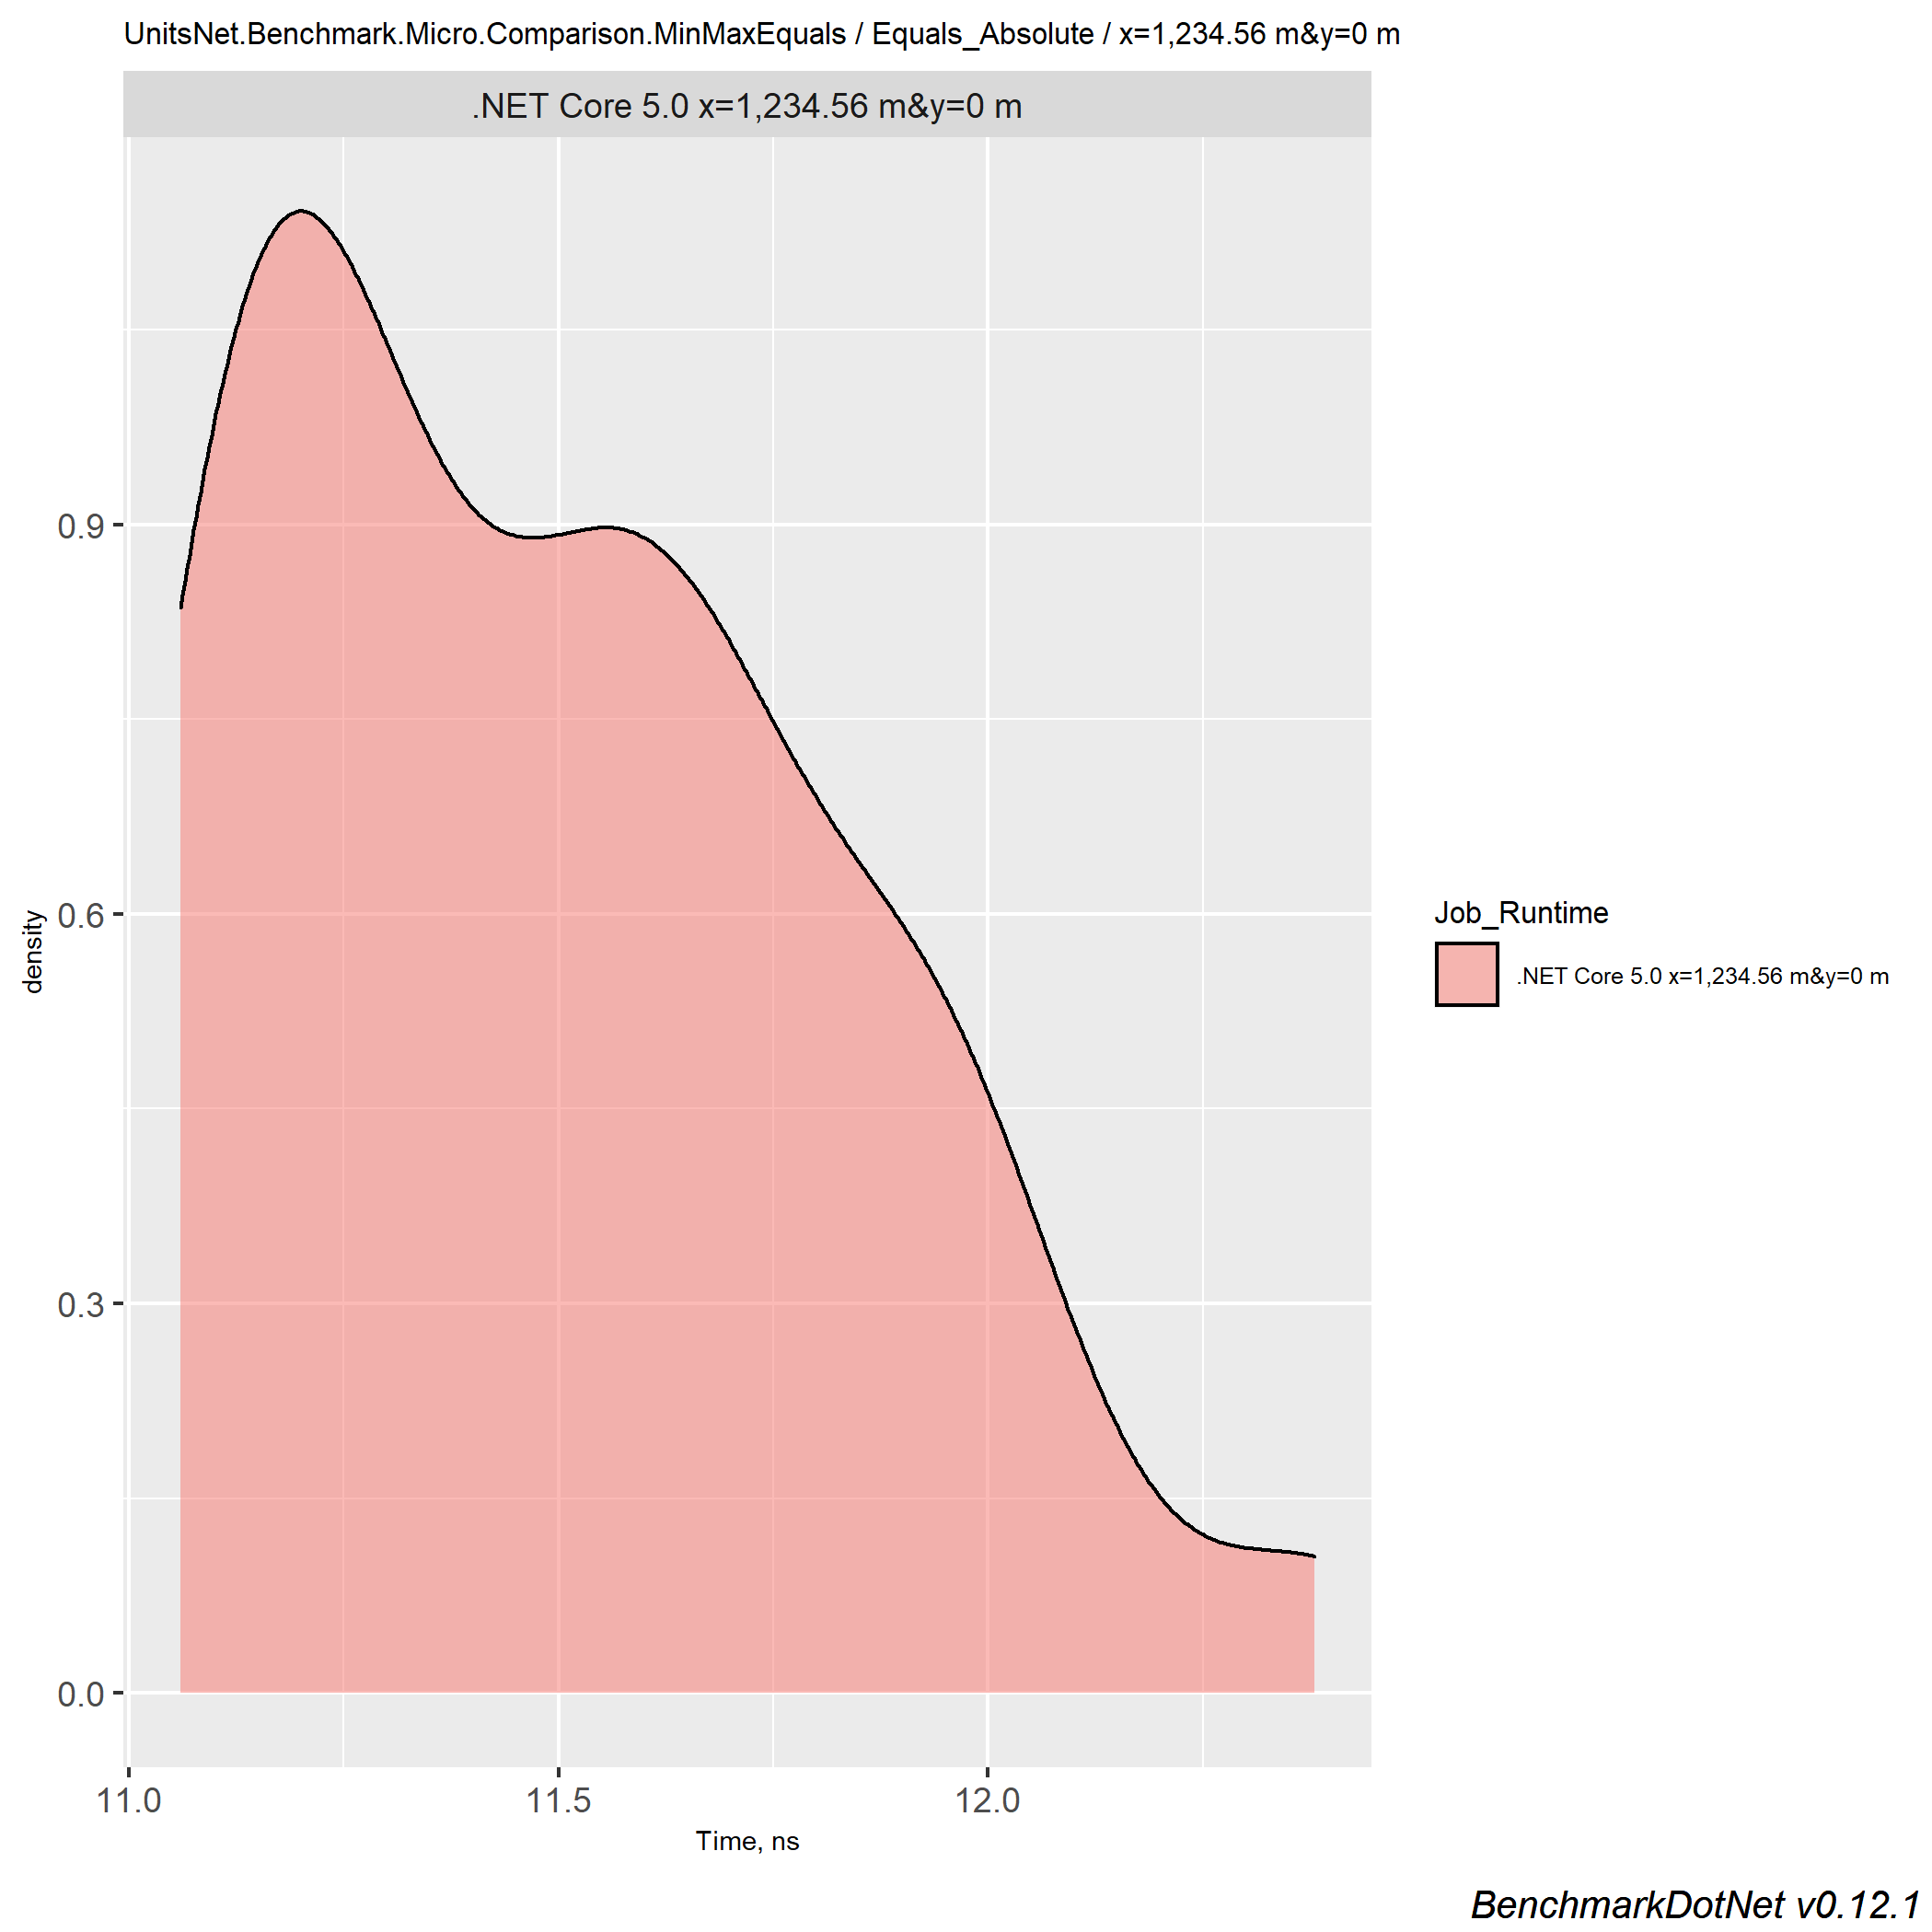 UnitsNet.Benchmark.Micro.Comparison.MinMaxEquals / Equals_Absolute / x=1,234.56 m&y=0 m
.NET Core 5.0 x=1,234.56 m&y=0 m
0.9
0.6
0.3
0.0
density
11.0 11.5 12.0
Time, ns
Job_Runtime
.NET Core 5.0 x=1,234.56 m&y=0 m
BenchmarkDotNet v0.12.1